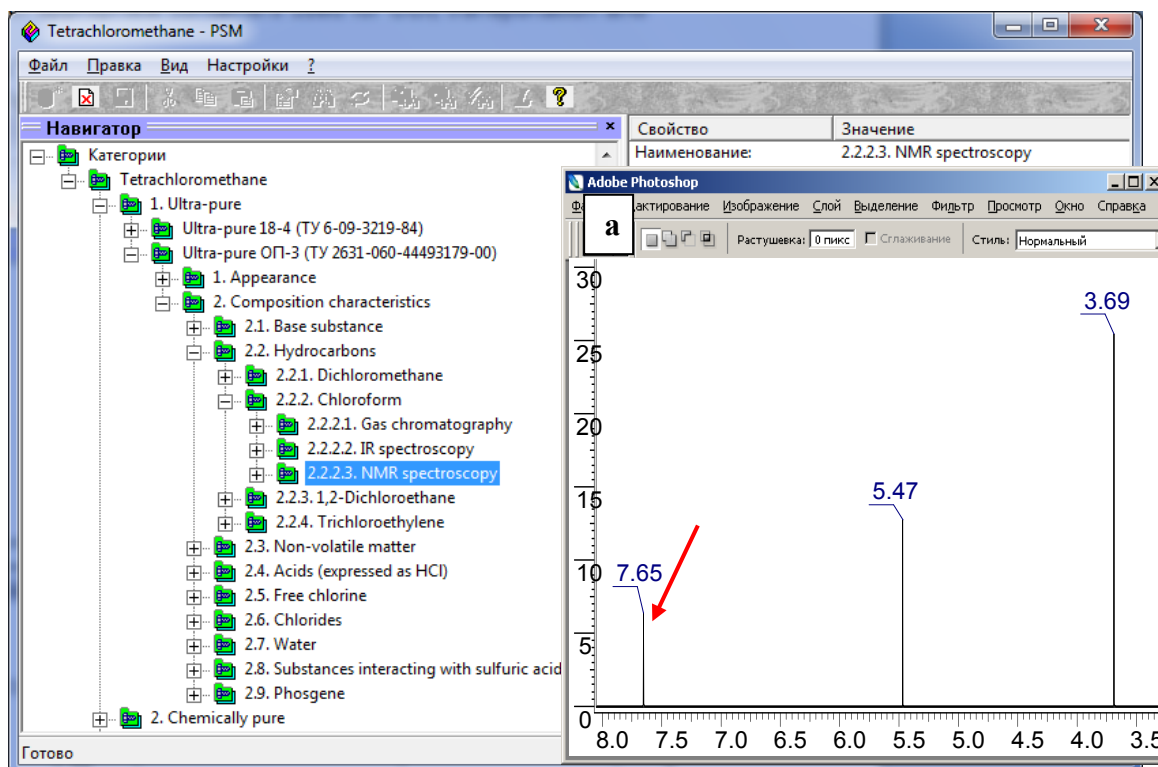 Tetrachloromethane - PSM
Файл Правка Вид Настройки ?
Навигатор
Свойство Значение
Наименование: 2.2.2.3. NMR spectroscopy
Категории
Tetrachloromethane
1. Ultra-pure
Ultra-pure 18-4 (ТУ 6-09-3219-84)
Ultra-pure ОП-3 (ТУ 2631-060-44493179-00)
1. Appearance
2. Composition characteristics
2.1. Base substance
2.2. Hydrocarbons
2.2.1. Dichloromethane
2.2.2. Chloroform
2.2.2.1. Gas chromatography
2.2.2.2. IR spectroscopy
2.2.2.3. NMR spectroscopy
2.2.3. 1,2-Dichloroethane
2.2.4. Trichloroethylene
2.3. Non-volatile matter
2.4. Acids (expressed as HCl)
2.5. Free chlorine
2.6. Chlorides
2.7. Water
2.8. Substances interacting with sulfuric acid
2.9. Phosgene
2. Chemically pure
Готово
Adobe Photoshop
Изображение Слой Выделение Фильтр Просмотр Окно Справка
a
Растушевка: 0 пикс Сглаживание Стиль: Нормальный
30
25
20
15
10
5
0
3.69
5.47
7.65
8.0 7.5 7.0 6.5 6.0 5.5 5.0 4.5 4.0 3.5